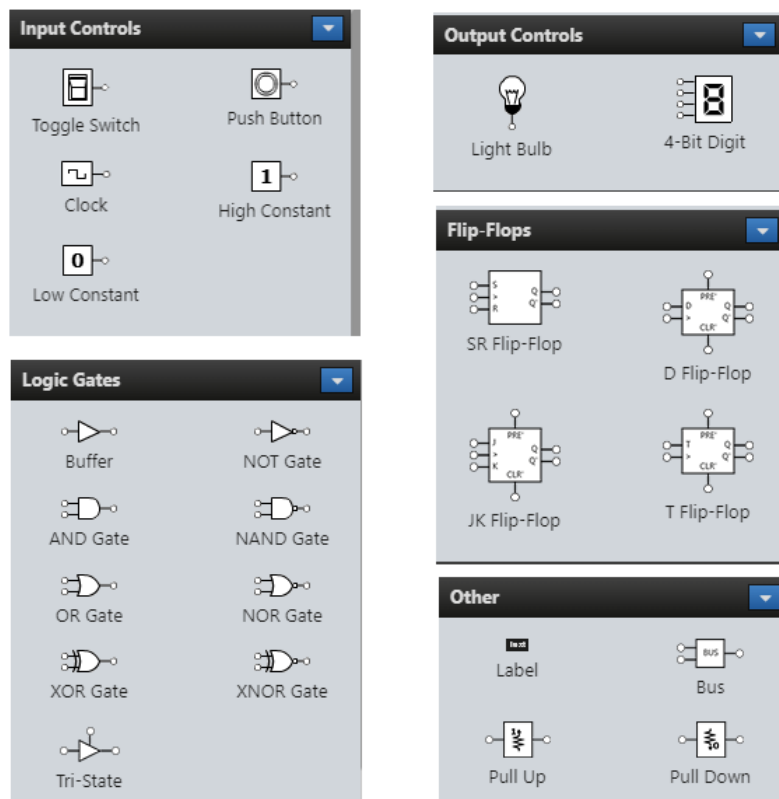 Input Controls
Toggle Switch
Push Button
Clock
1
High Constant
0
Low Constant
Logic Gates
Buffer
NOT Gate
AND Gate
NAND Gate
OR Gate
NOR Gate
XOR Gate
XNOR Gate
Tri-State
Output Controls
Light Bulb
8
4-Bit Digit
Flip-Flops
S Q
> Q'
R
SR Flip-Flop
PRE'
D Q
> Q'
CLR'
D Flip-Flop
PRE'
J Q
> Q'
K
CLR'
JK Flip-Flop
PRE'
T Q
> Q'
CLR'
T Flip-Flop
Other
Text
Label
BUS
Bus
1
Pull Up
0
Pull Down